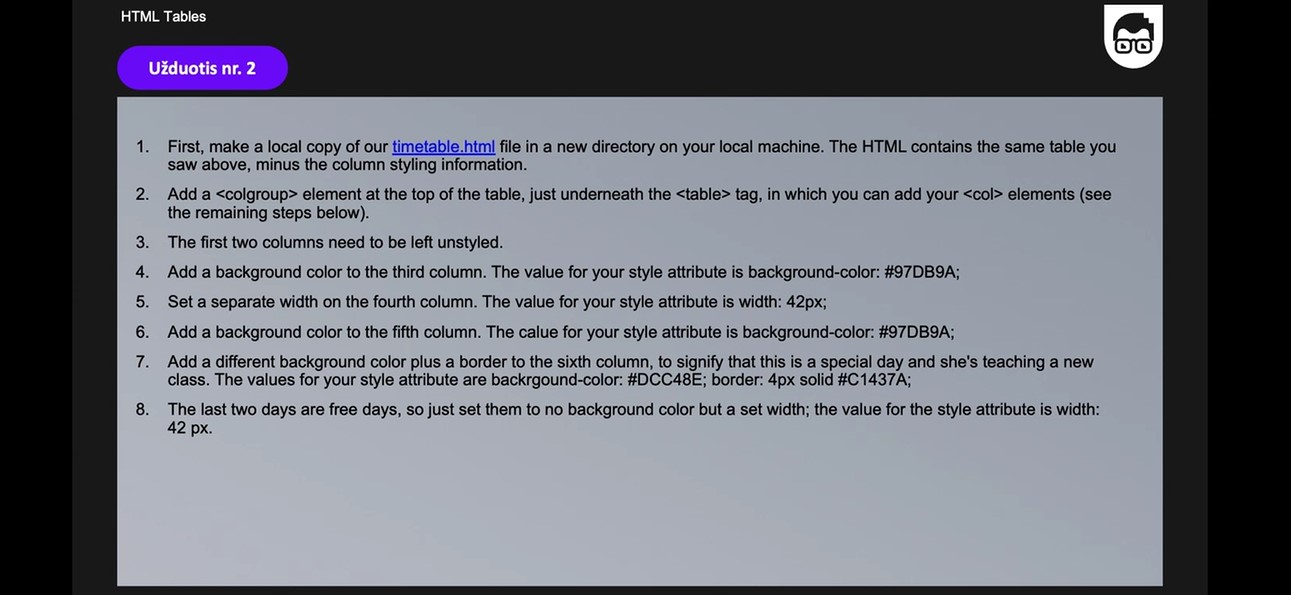 HTML Tables
Užduotis nr. 2
1. First, make a local copy of our timetable.html file in a new directory on your local machine. The HTML contains the same table you
saw above, minus the column styling information.
2. Add a <colgroup> element at the top of the table, just underneath the <table> tag, in which you can add your <col> elements (see
the remaining steps below).
3. The first two columns need to be left unstyled.
4. Add a background color to the third column. The value for your style attribute is background-color: #97DB9A;
5. Set a separate width on the fourth column. The value for your style attribute is width: 42px;
6. Add a background color to the fifth column. The calue for your style attribute is background-color: #97DB9A;
7. Add a different background color plus a border to the sixth column, to signify that this is a special day and she's teaching a new
class. The values for your style attribute are backrgound-color: #DCC48E; border: 4px solid #C1437A;
8. The last two days are free days, so just set them to no background color but a set width; the value for the style attribute is width:
42 px.